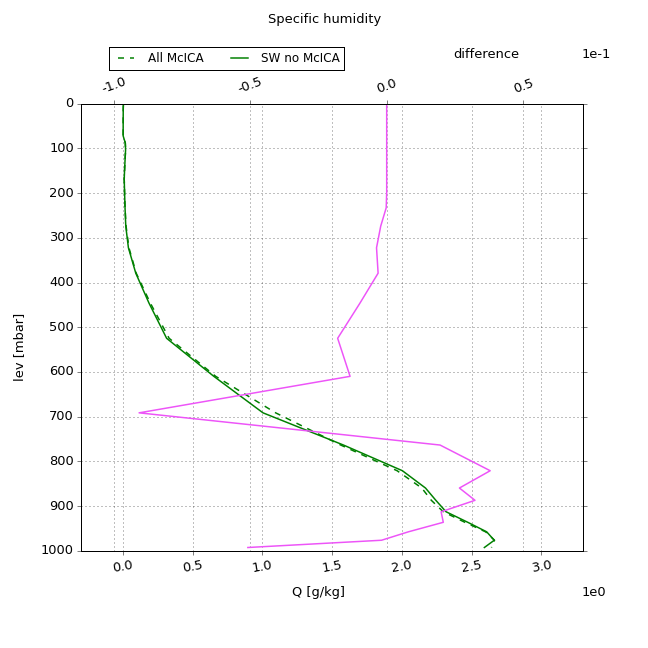 Specific humidity
All McICA
SW no McICA
difference
1e-1
-1.0
-0.5
0.0
0.5
0
100
200
300
400
500
600
700
800
900
1000
lev [mbar]
0.0
0.5
1.0
1.5
2.0
2.5
3.0
Q [g/kg]
1e0